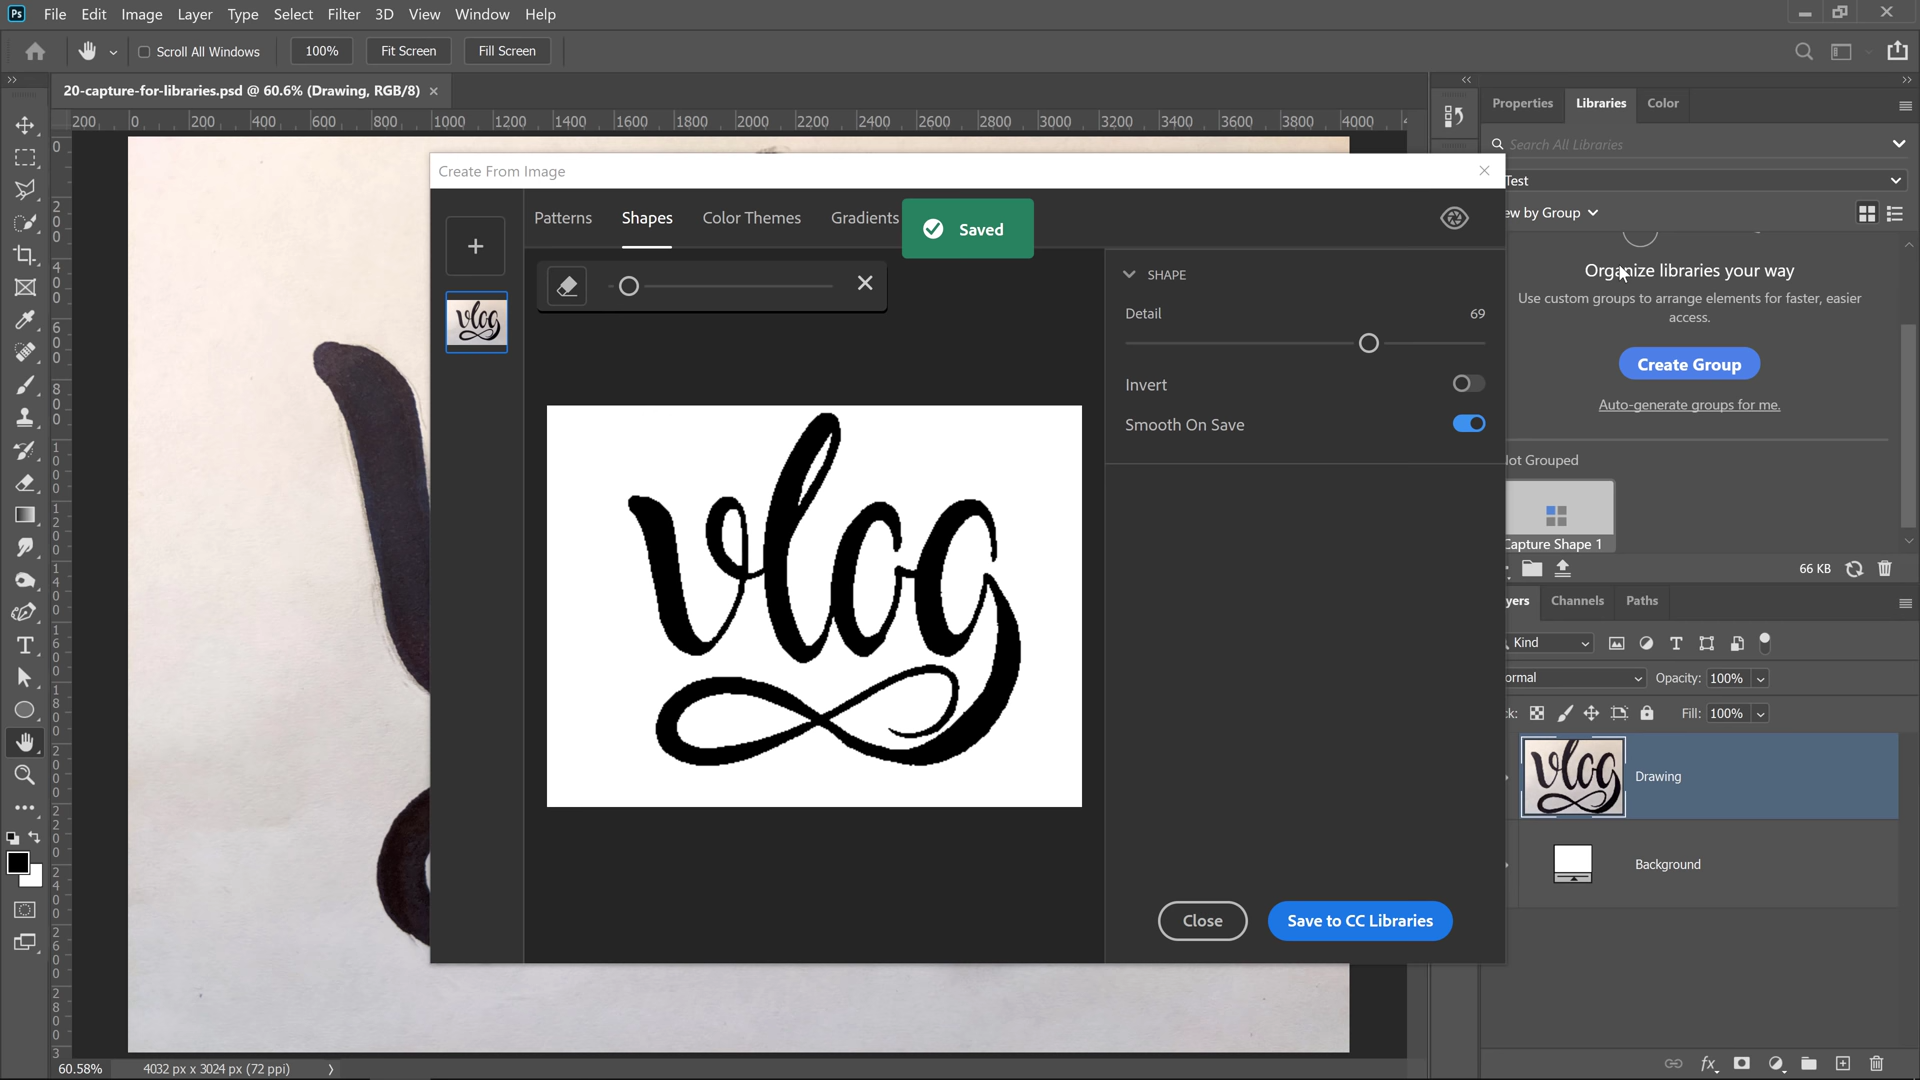 Ps File Edit Image Layer Type Select Filter 3D View Window Help
Scroll All Windows 100% Fit Screen Fill Screen
20-capture-for-libraries.psd @ 60.6% (Drawing, RGB/8)
200 0 200 400 600 800 1000 1200 1400 1600 1800 2000 2200 2400 2600 2800 3000 3200 3400 3600 3800 4000
Create From Image
Patterns Shapes Color Themes Gradients
Saved
SHAPE
Detail 69
Invert
Smooth On Save
vlog
vlog
Close
Save to CC Libraries
Properties Libraries Color
Search All Libraries
Test
ew by Group
Organize libraries your way
Use custom groups to arrange elements for faster, easier
access.
Create Group
Auto-generate groups for me.
Not Grouped
Capture Shape 1
66 KB
yers Channels Paths
Kind
ormal Opacity: 100%
k: Fill: 100%
vlog
Drawing
Background
fx
60.58% 4032 px x 3024 px (72 ppi)